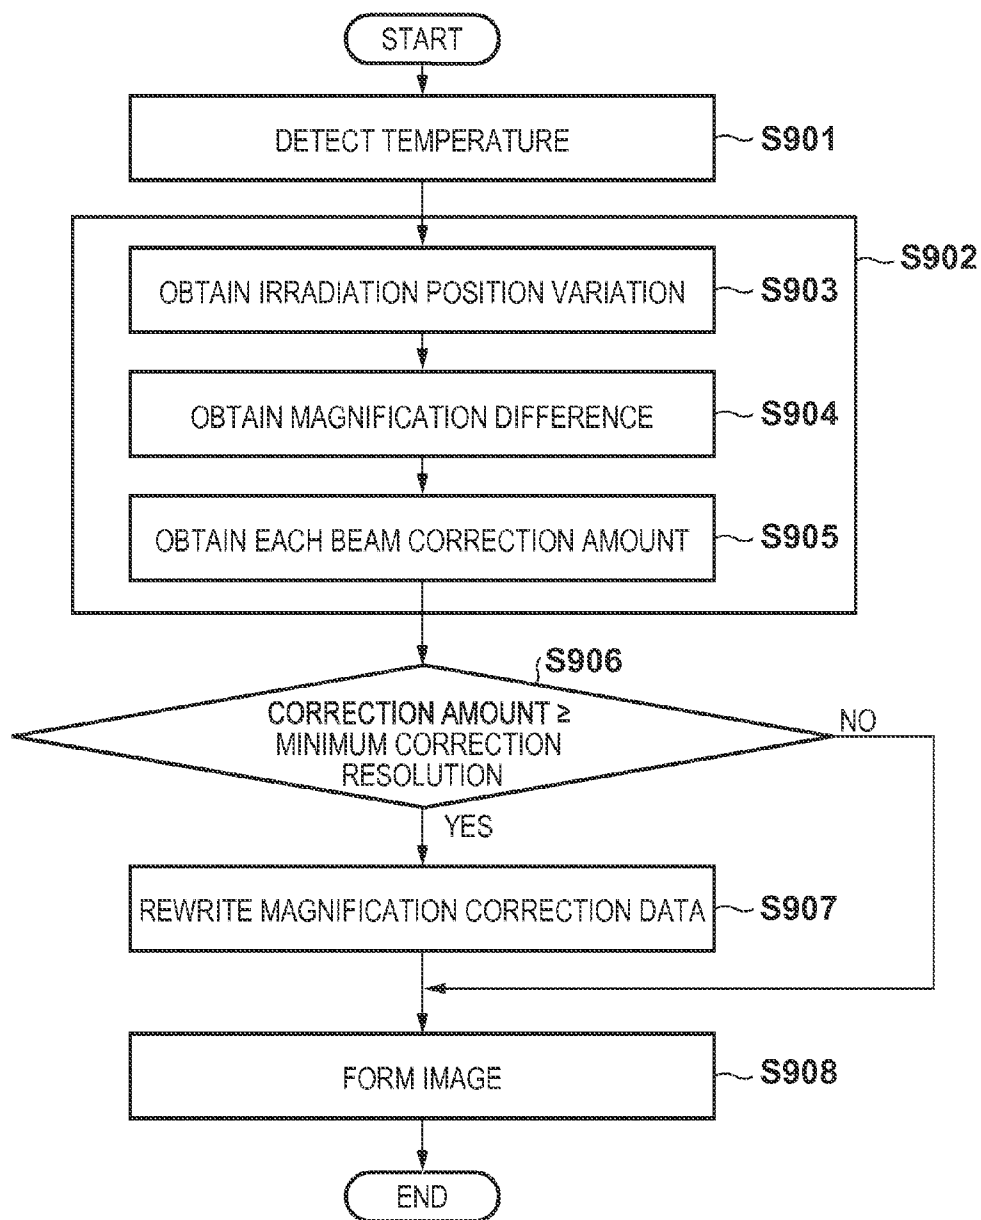 START
DETECT TEMPERATURE
S901
S902
OBTAIN IRRADIATION POSITION VARIATION
S903
OBTAIN MAGNIFICATION DIFFERENCE
S904
OBTAIN EACH BEAM CORRECTION AMOUNT
S905
S906
CORRECTION AMOUNT ≥
MINIMUM CORRECTION
RESOLUTION
NO
YES
REWRITE MAGNIFICATION CORRECTION DATA
S907
FORM IMAGE
S908
END